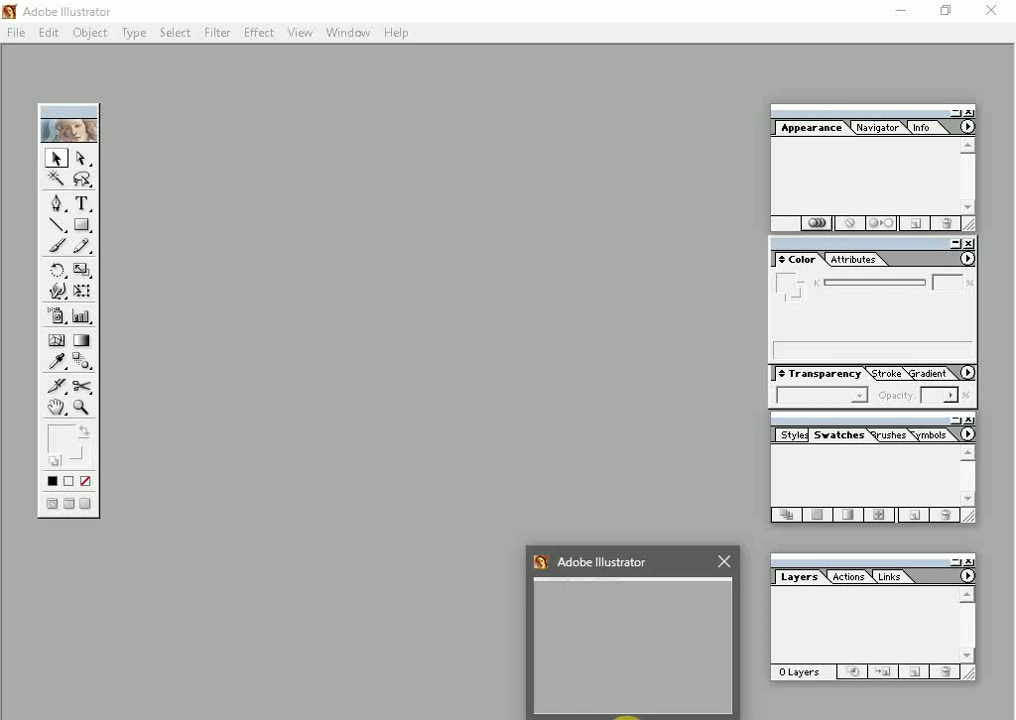 Adobe Illustrator
File Edit Object Type Select Filter Effect View Window Help
T
Appearance Navigator Info
Color Attributes
K %
Transparency Stroke Gradient
Opacity: %
Styles Swatches Brushes Symbols
Adobe Illustrator
Layers Actions Links
0 Layers